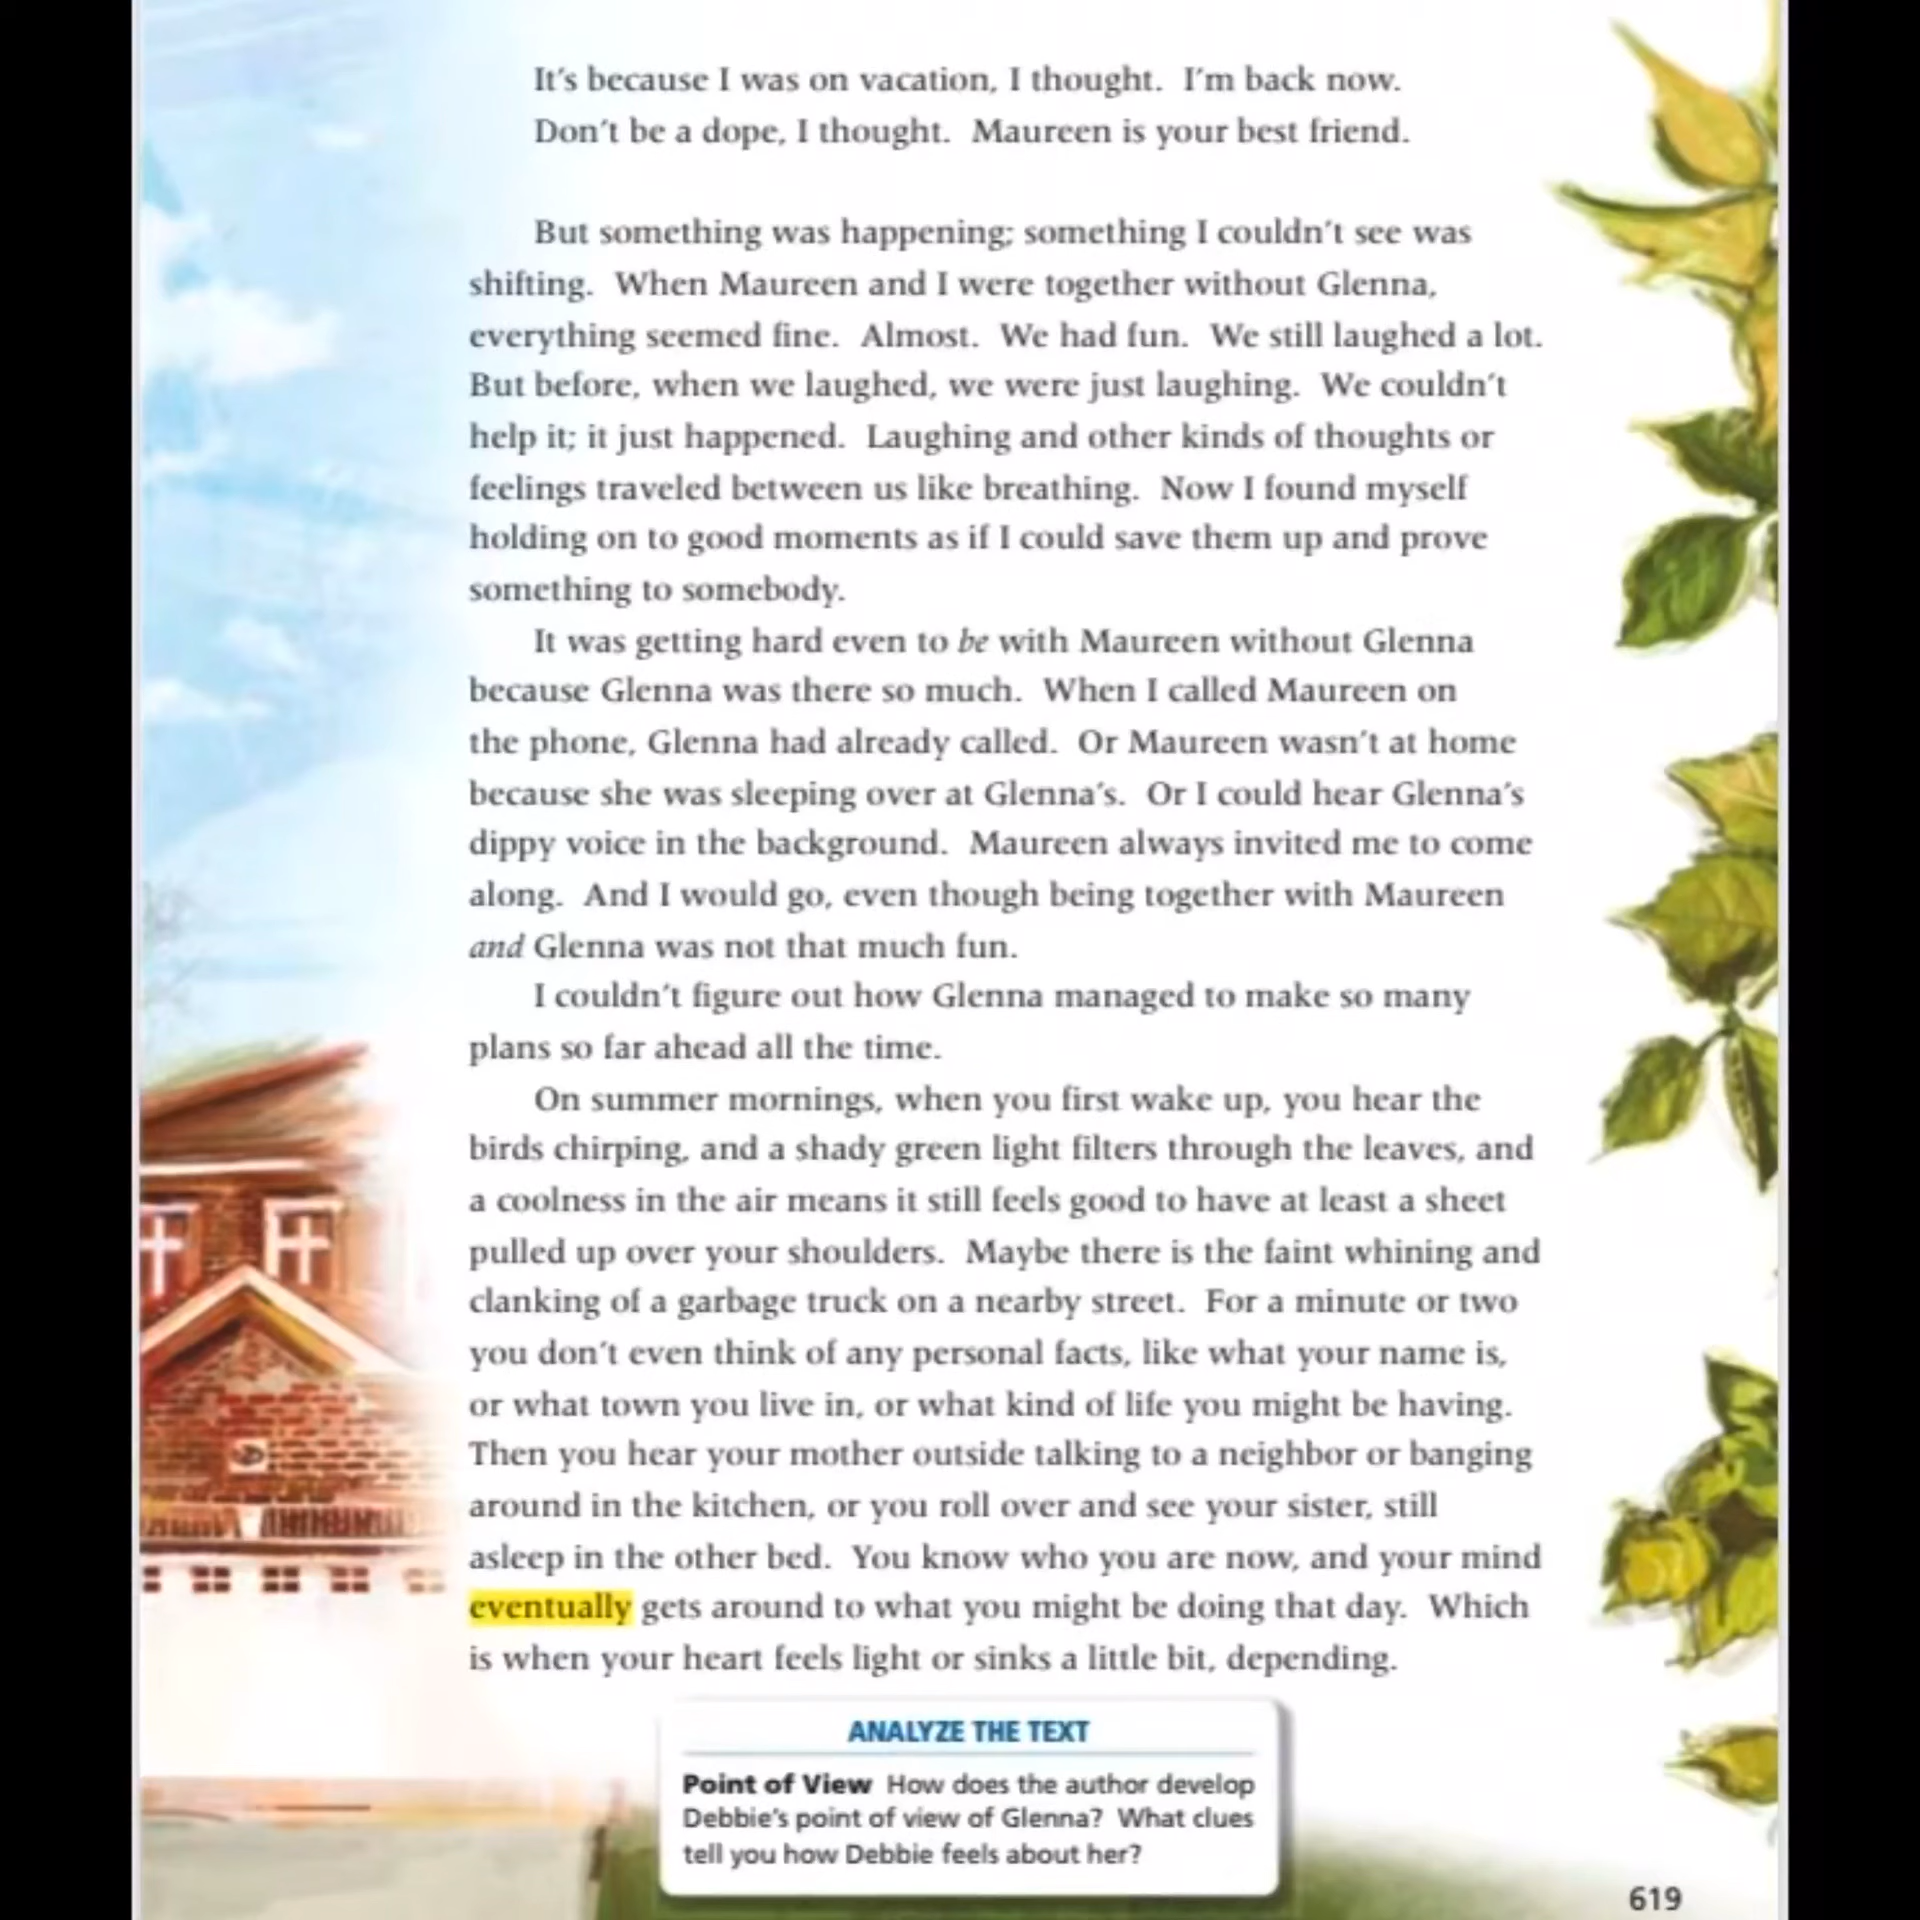 It's because I was on vacation, I thought. I'm back now.
Don't be a dope, I thought. Maureen is your best friend.
But something was happening; something I couldn't see was
shifting. When Maureen and I were together without Glenna,
everything seemed fine. Almost. We had fun. We still laughed a lot.
But before, when we laughed, we were just laughing. We couldn't
help it; it just happened. Laughing and other kinds of thoughts or
feelings traveled between us like breathing. Now I found myself
holding on to good moments as if I could save them up and prove
something to somebody.
It was getting hard even to be with Maureen without Glenna
because Glenna was there so much. When I called Maureen on
the phone, Glenna had already called. Or Maureen wasn't at home
because she was sleeping over at Glenna's. Or I could hear Glenna's
dippy voice in the background. Maureen always invited me to come
along. And I would go, even though being together with Maureen
and Glenna was not that much fun.
I couldn't figure out how Glenna managed to make so many
plans so far ahead all the time.
On summer mornings, when you first wake up, you hear the
birds chirping, and a shady green light filters through the leaves, and
a coolness in the air means it still feels good to have at least a sheet
pulled up over your shoulders. Maybe there is the faint whining and
clanking of a garbage truck on a nearby street. For a minute or two
you don't even think of any personal facts, like what your name is,
or what town you live in, or what kind of life you might be having.
Then you hear your mother outside talking to a neighbor or banging
around in the kitchen, or you roll over and see your sister, still
asleep in the other bed. You know who you are now, and your mind
eventually gets around to what you might be doing that day. Which
is when your heart feels light or sinks a little bit, depending.
ANALYZE THE TEXT
Point of View How does the author develop
Debbie's point of view of Glenna? What clues
tell you how Debbie feels about her?
619